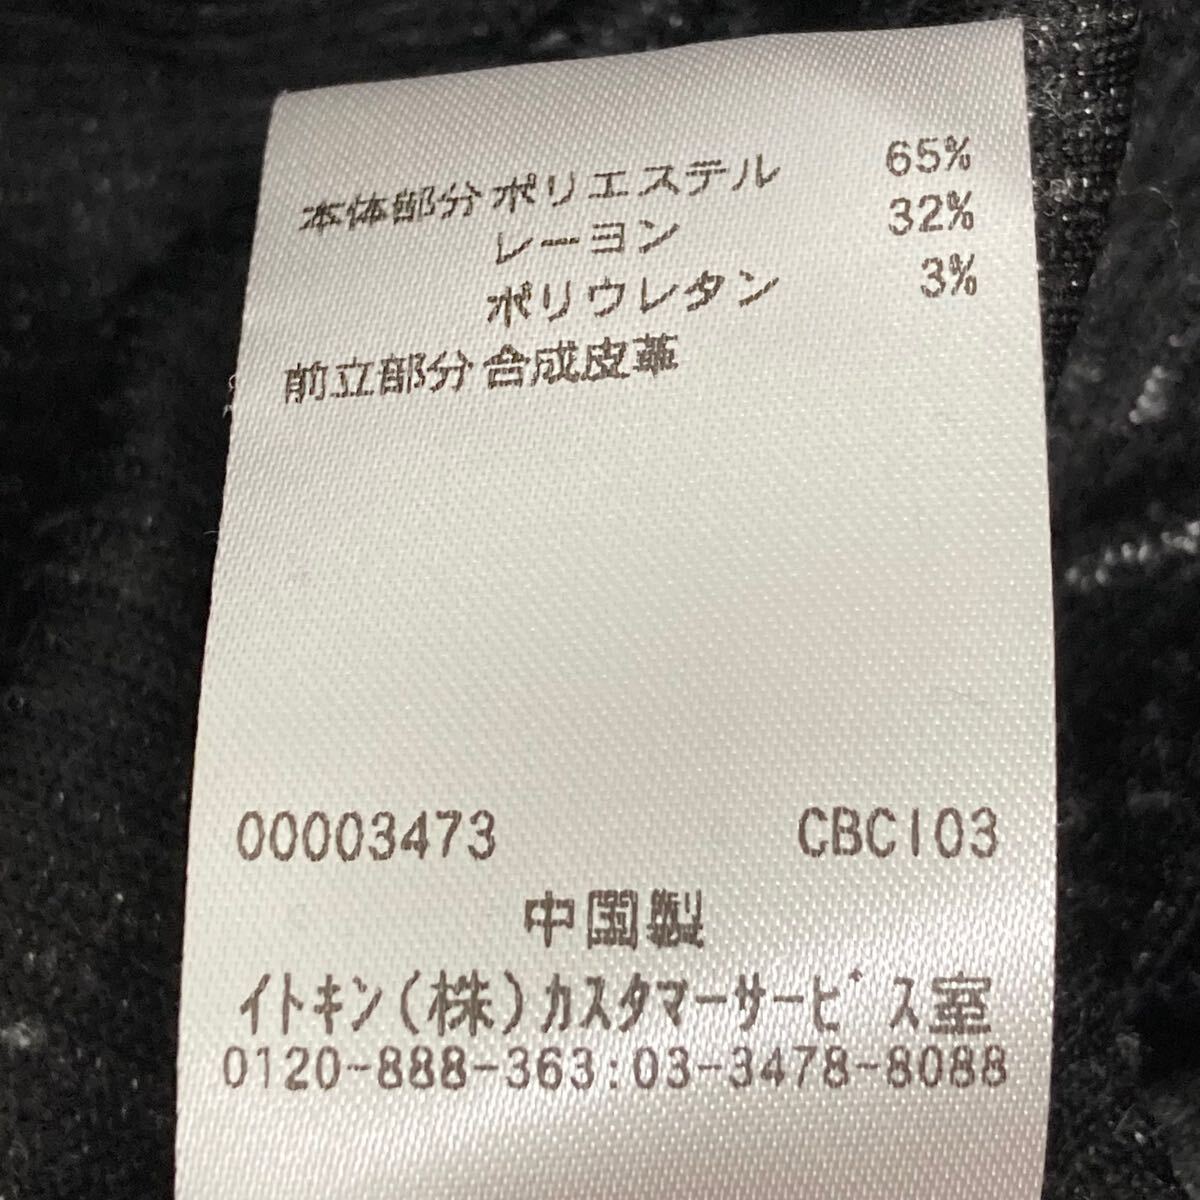 本体部分 ポリエステル 65%
レーヨン 32%
ポリウレタン 3%
前立部分 合成皮革
00003473 CBC103
中国製
イトキン(株)カスタマーサービス室
0120-888-363:03-3478-8088